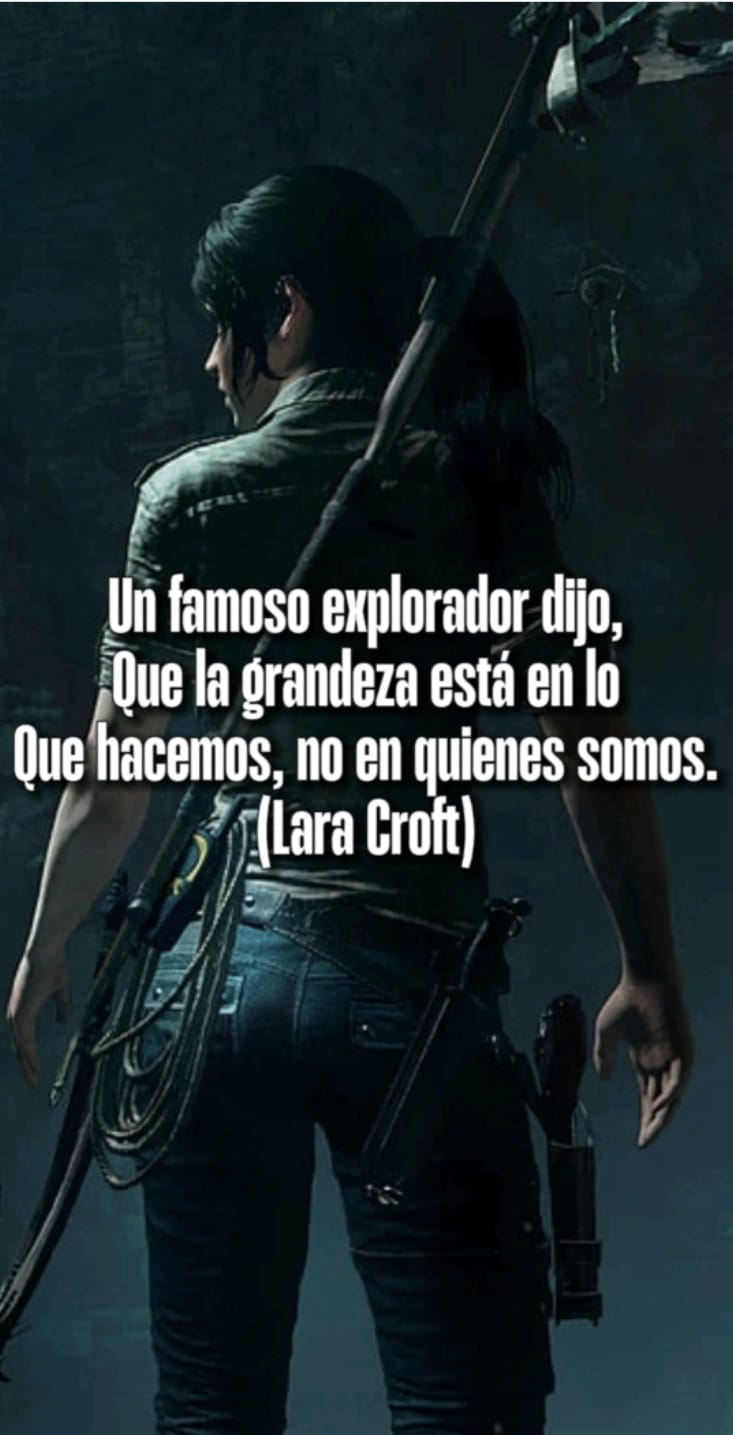 Un famoso explorador dijo,
Que la grandeza está en lo
Que hacemos, no en quienes somos.
(Lara Croft)